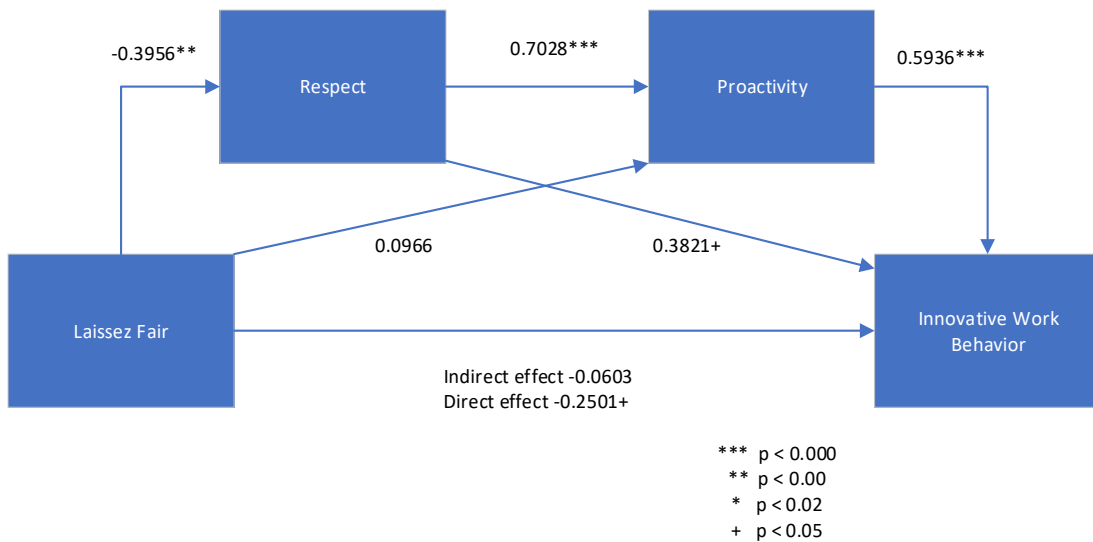 -0.3956**
0.7028***
0.5936***
Respect
Proactivity
0.0966
0.3821+
Laissez Fair
Innovative Work
Behavior
Indirect effect -0.0603
Direct effect -0.2501+
*** p < 0.000
** p < 0.00
* p < 0.02
+ p < 0.05